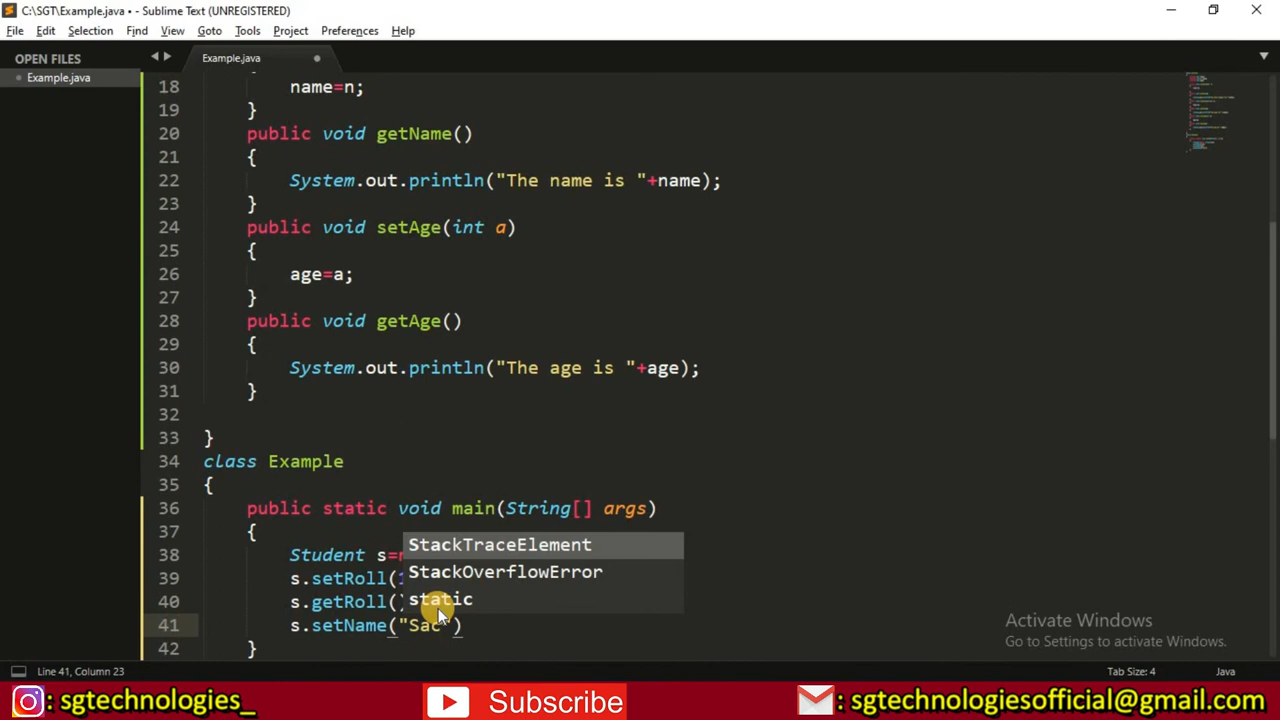 C:\SGT\Example.java • - Sublime Text (UNREGISTERED)
File Edit Selection Find View Goto Tools Project Preferences Help
OPEN FILES
Example.java
Example.java
18 name=n;
19 }
20 public void getName()
21 {
22 System.out.println("The name is "+name);
23 }
24 public void setAge(int a)
25 {
26 age=a;
27 }
28 public void getAge()
29 {
30 System.out.println("The age is "+age);
31 }
32
33 }
34 class Example
35 {
36 public static void main(String[] args)
37 {
38 Student s=
39 s.setRoll(
40 s.getRoll()
41 s.setName("Sac")
42 }
StackTraceElement
StackOverflowError
static
Activate Windows
Go to Settings to activate Windows.
Line 41, Column 23
Tab Size: 4
Java
: sgtechnologies_
Subscribe
: sgtechnologiesofficial@gmail.com